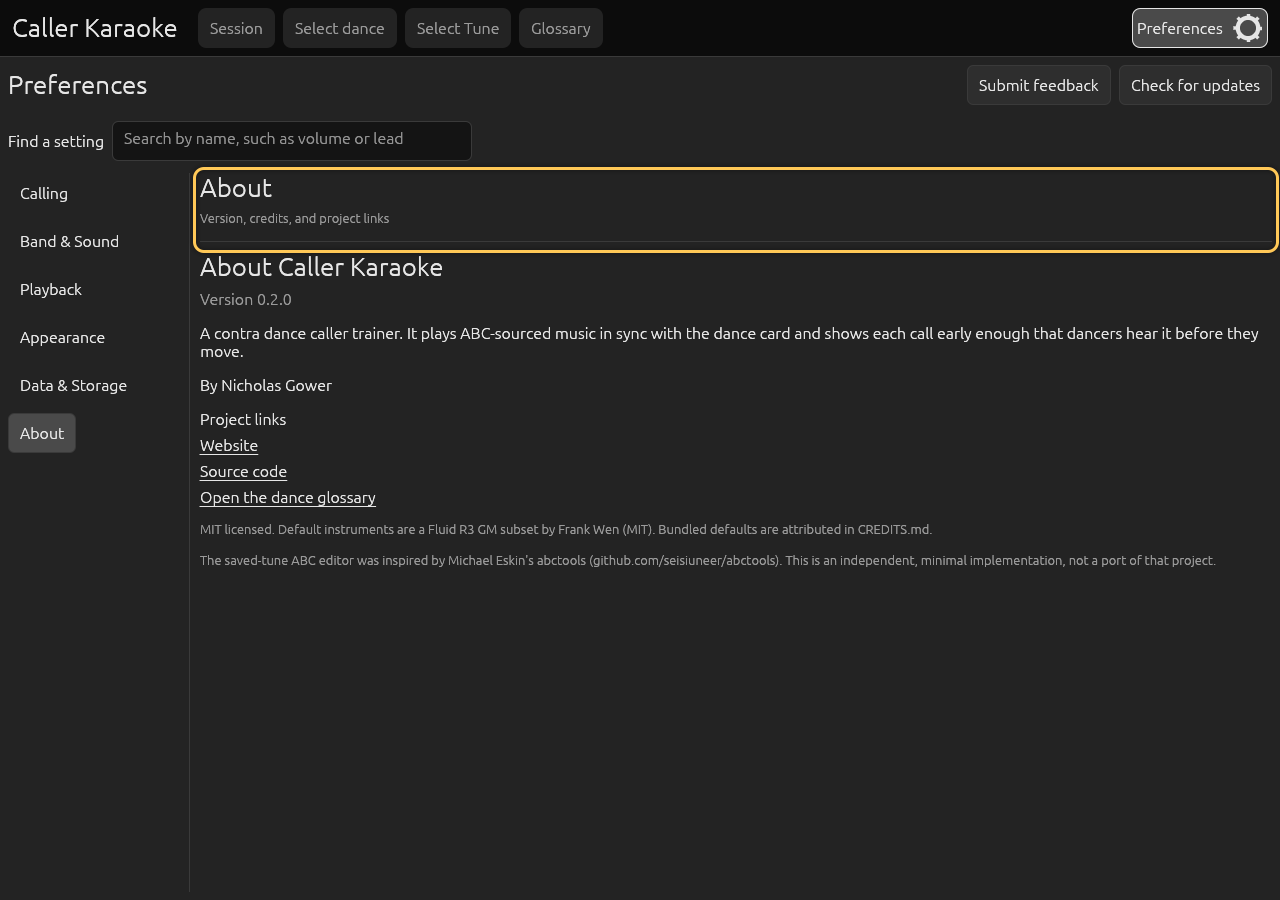 Caller Karaoke
Session
Select dance
Select Tune
Glossary
Preferences
Preferences
Submit feedback
Check for updates
Find a setting
Search by name, such as volume or lead
Calling
Band & Sound
Playback
Appearance
Data & Storage
About
About
Version, credits, and project links
About Caller Karaoke
Version 0.2.0
A contra dance caller trainer. It plays ABC-sourced music in sync with the dance card and shows each call early enough that dancers hear it before they
move.
By Nicholas Gower
Project links
Website
Source code
Open the dance glossary
MIT licensed. Default instruments are a Fluid R3 GM subset by Frank Wen (MIT). Bundled defaults are attributed in CREDITS.md.
The saved-tune ABC editor was inspired by Michael Eskin's abctools (github.com/seisiuneer/abctools). This is an independent, minimal implementation, not a port of that project.